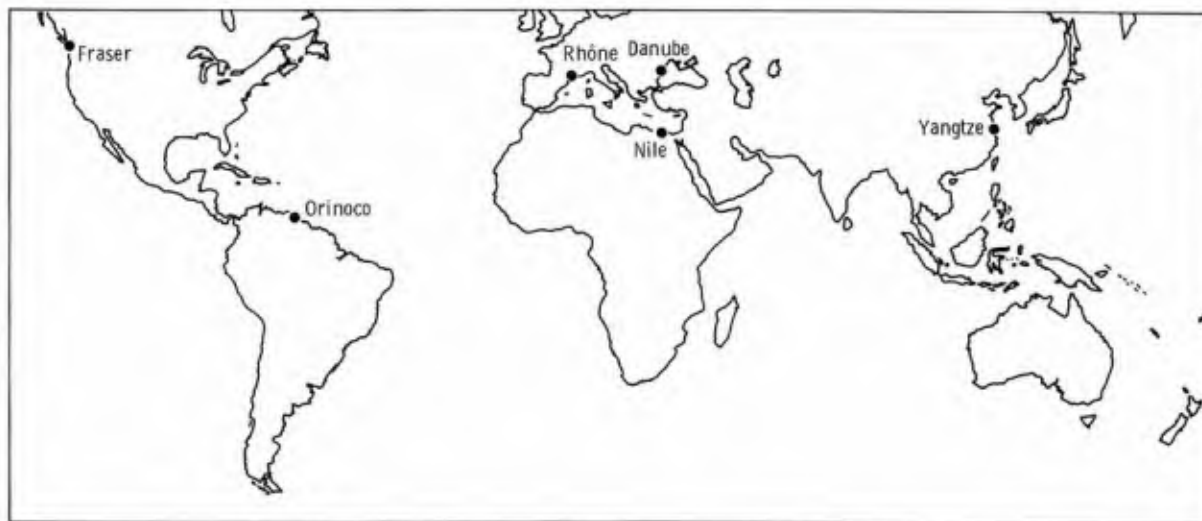 Fraser
Rhône
Danube
Nile
Yangtze
Orinoco